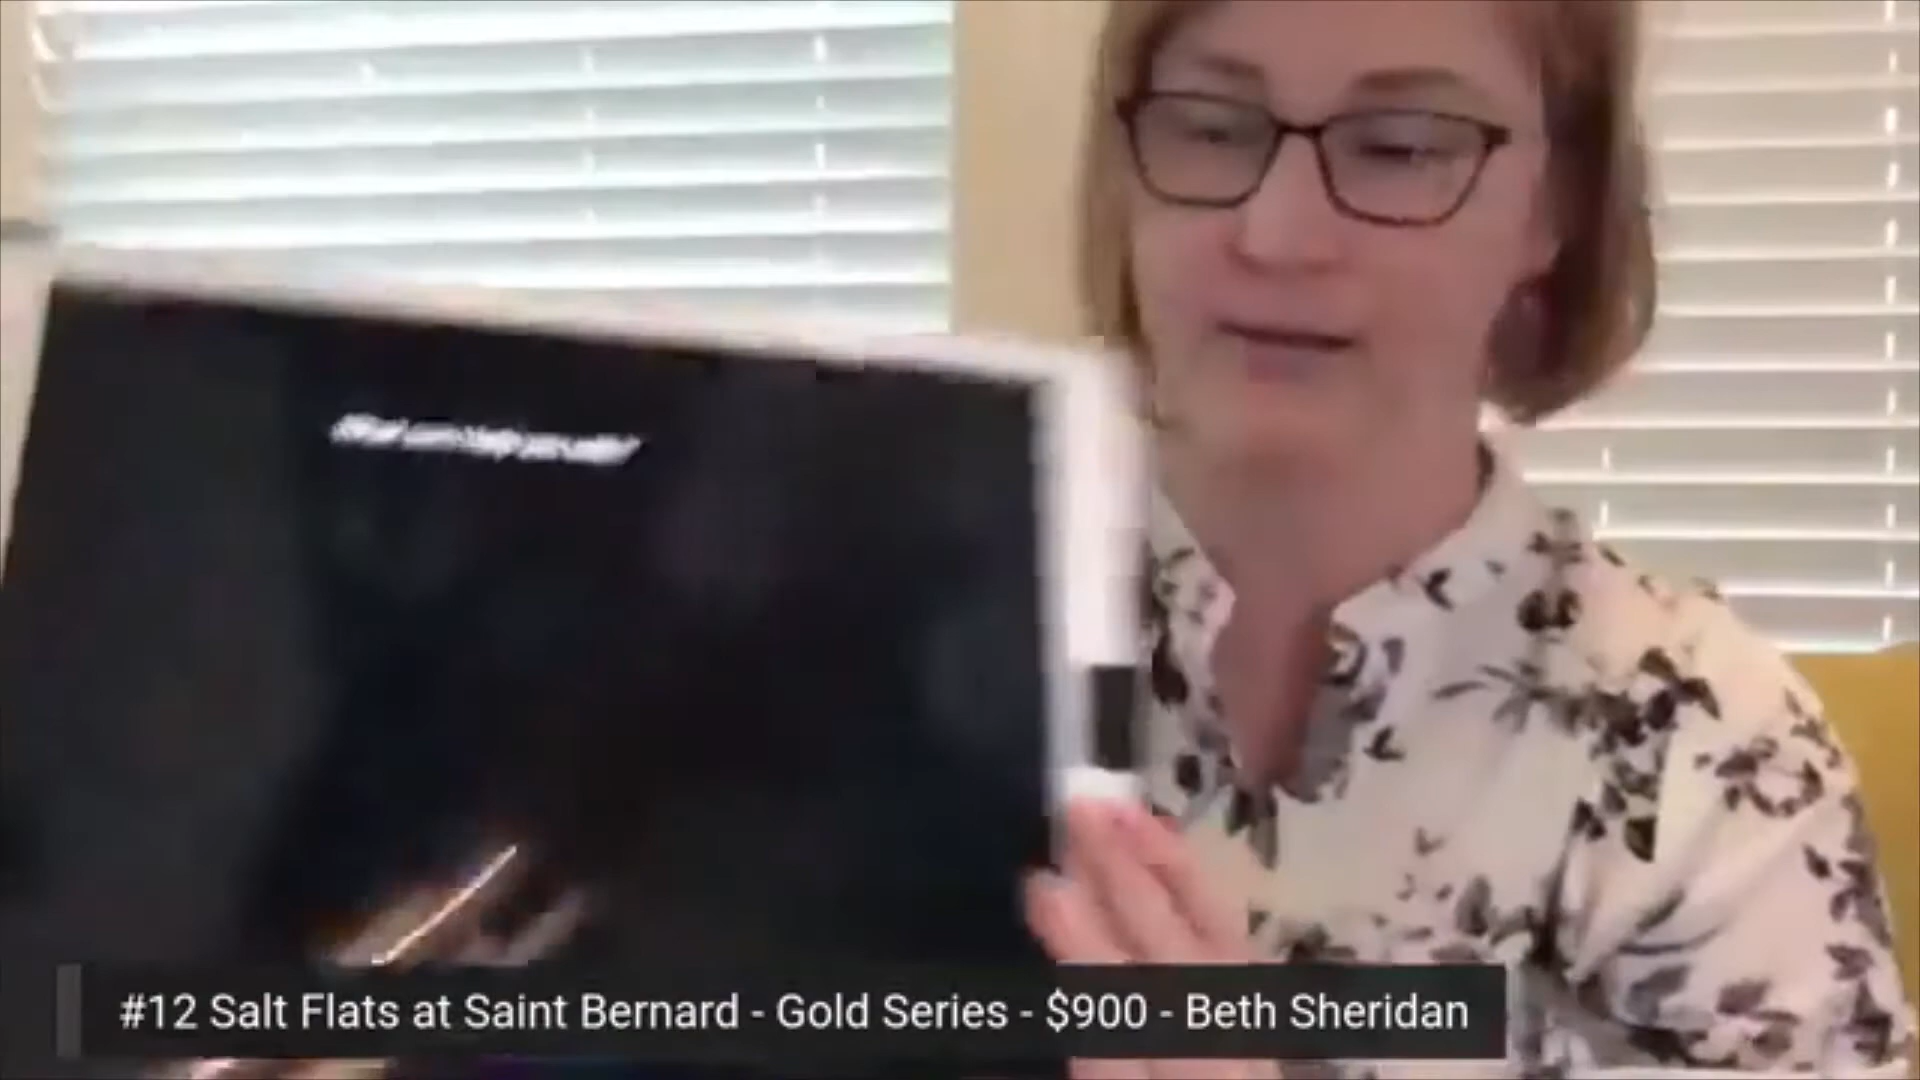 #12 Salt Flats at Saint Bernard - Gold Series - $900 - Beth Sheridan